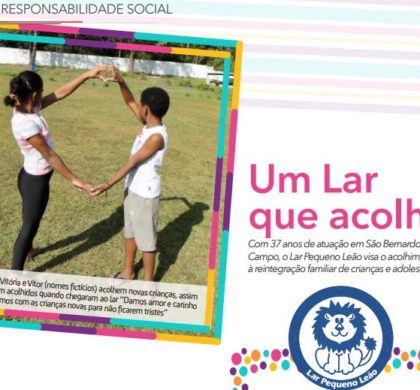 RESPONSABILIDADE SOCIAL
Um Lar
que acolh
Com 37 anos de atuação em São Bernardo
Campo, o Lar Pequeno Leão visa o acolhim
à reintegração familiar de crianças e adoles
Vitória e Vitor (nomes fictícios) acolhem novas crianças, assim
m acolhidos quando chegaram ao lar "Damos amor e carinho
mos com as crianças novas para não ficarem tristes"
Lar Pequeno Leão